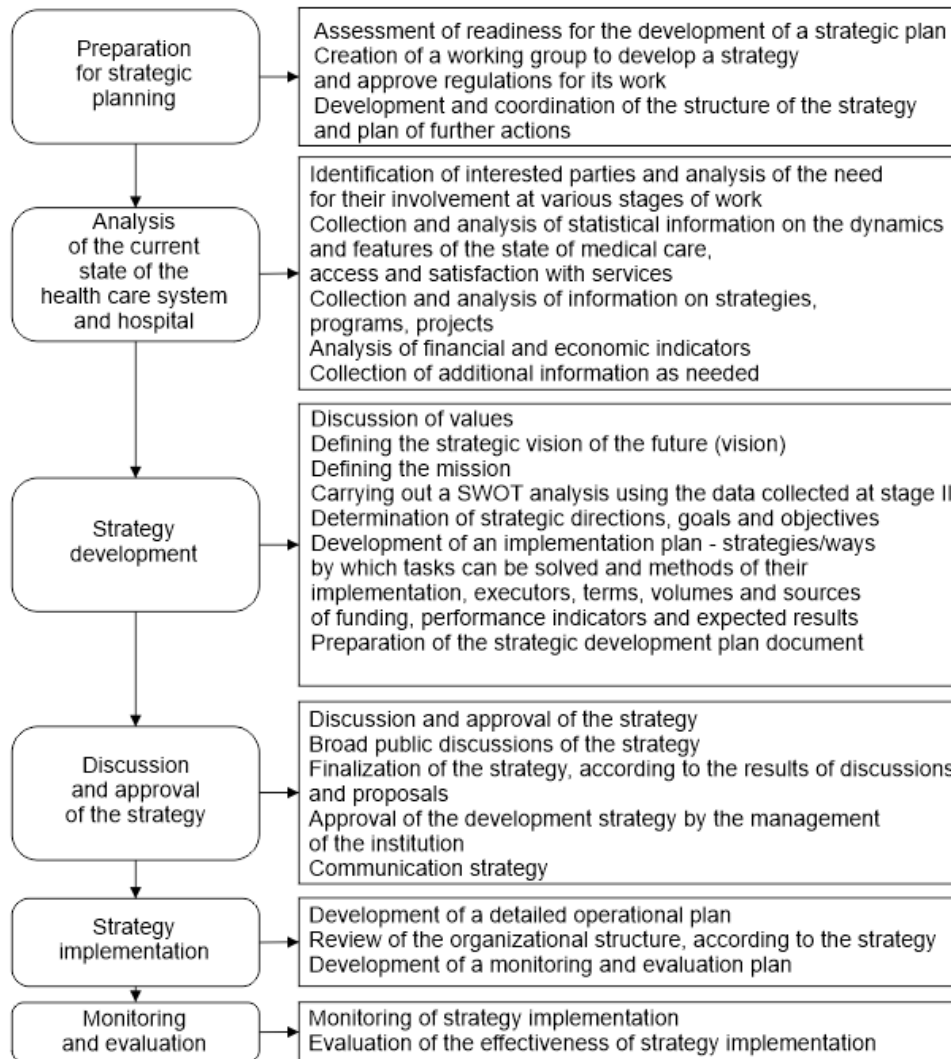 Preparation
for strategic
planning
Assessment of readiness for the development of a strategic plan
Creation of a working group to develop a strategy
and approve regulations for its work
Development and coordination of the structure of the strategy
and plan of further actions
Analysis
of the current
state of the
health care system
and hospital
Identification of interested parties and analysis of the need
for their involvement at various stages of work
Collection and analysis of statistical information on the dynamics
and features of the state of medical care,
access and satisfaction with services
Collection and analysis of information on strategies,
programs, projects
Analysis of financial and economic indicators
Collection of additional information as needed
Strategy
development
Discussion of values
Defining the strategic vision of the future (vision)
Defining the mission
Carrying out a SWOT analysis using the data collected at stage II
Determination of strategic directions, goals and objectives
Development of an implementation plan - strategies/ways
by which tasks can be solved and methods of their
implementation, executors, terms, volumes and sources
of funding, performance indicators and expected results
Preparation of the strategic development plan document
Discussion
and approval
of the strategy
Discussion and approval of the strategy
Broad public discussions of the strategy
Finalization of the strategy, according to the results of discussions
and proposals
Approval of the development strategy by the management
of the institution
Communication strategy
Strategy
implementation
Development of a detailed operational plan
Review of the organizational structure, according to the strategy
Development of a monitoring and evaluation plan
Monitoring
and evaluation
Monitoring of strategy implementation
Evaluation of the effectiveness of strategy implementation